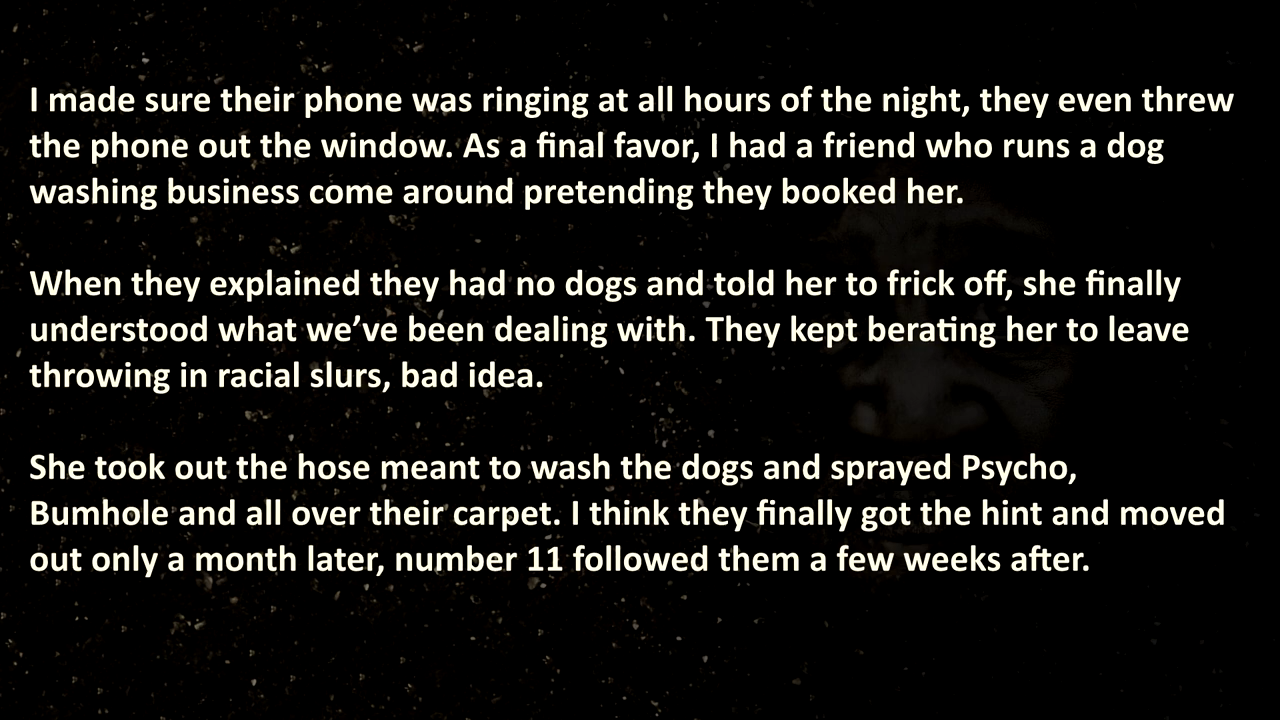 I made sure their phone was ringing at all hours of the night, they even threw
the phone out the window. As a final favor, I had a friend who runs a dog
washing business come around pretending they booked her.
When they explained they had no dogs and told her to frick off, she finally
understood what we’ve been dealing with. They kept berating her to leave
throwing in racial slurs, bad idea.
She took out the hose meant to wash the dogs and sprayed Psycho,
Bumhole and all over their carpet. I think they finally got the hint and moved
out only a month later, number 11 followed them a few weeks after.